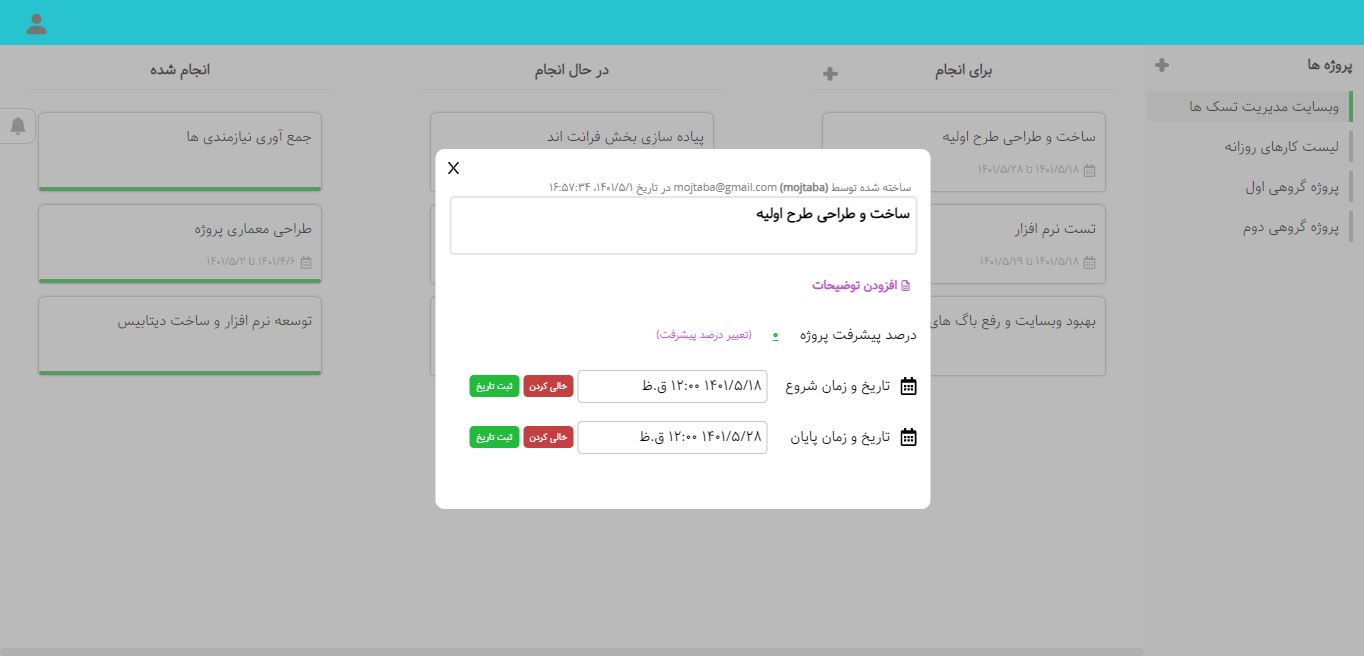 پروژه ها
وبسایت مدیریت تسک ها
لیست کارهای روزانه
پروژه گروهی اول
پروژه گروهی دوم
برای انجام
ساخت و طراحی طرح اولیه
۱۴۰۱/۵/۱۸ تا ۱۴۰۱/۵/۲۸
تست نرم افزار
۱۴۰۱/۵/۱۸ تا ۱۴۰۱/۵/۱۹
بهبود وبسایت و رفع باگ های
در حال انجام
پیاده سازی بخش فرانت اند
انجام شده
جمع آوری نیازمندی ها
طراحی معماری پروژه
۱۴۰۱/۴/۶ تا ۱۴۰۱/۵/۲
توسعه نرم افزار و ساخت دیتابیس
X
ساخته شده توسط (mojtaba) mojtaba@gmail.com در تاریخ ۱۴۰۱/۵/۱، ۱۶:۵۷:۳۴
ساخت و طراحی طرح اولیه
افزودن توضیحات
درصد پیشرفت پروژه ۰ (تعییر درصد پیشرفت)
تاریخ و زمان شروع ۱۴۰۱/۵/۱۸ ۱۲:۰۰ ق.ظ خالی کردن ثبت تاریخ
تاریخ و زمان پایان ۱۴۰۱/۵/۲۸ ۱۲:۰۰ ق.ظ خالی کردن ثبت تاریخ